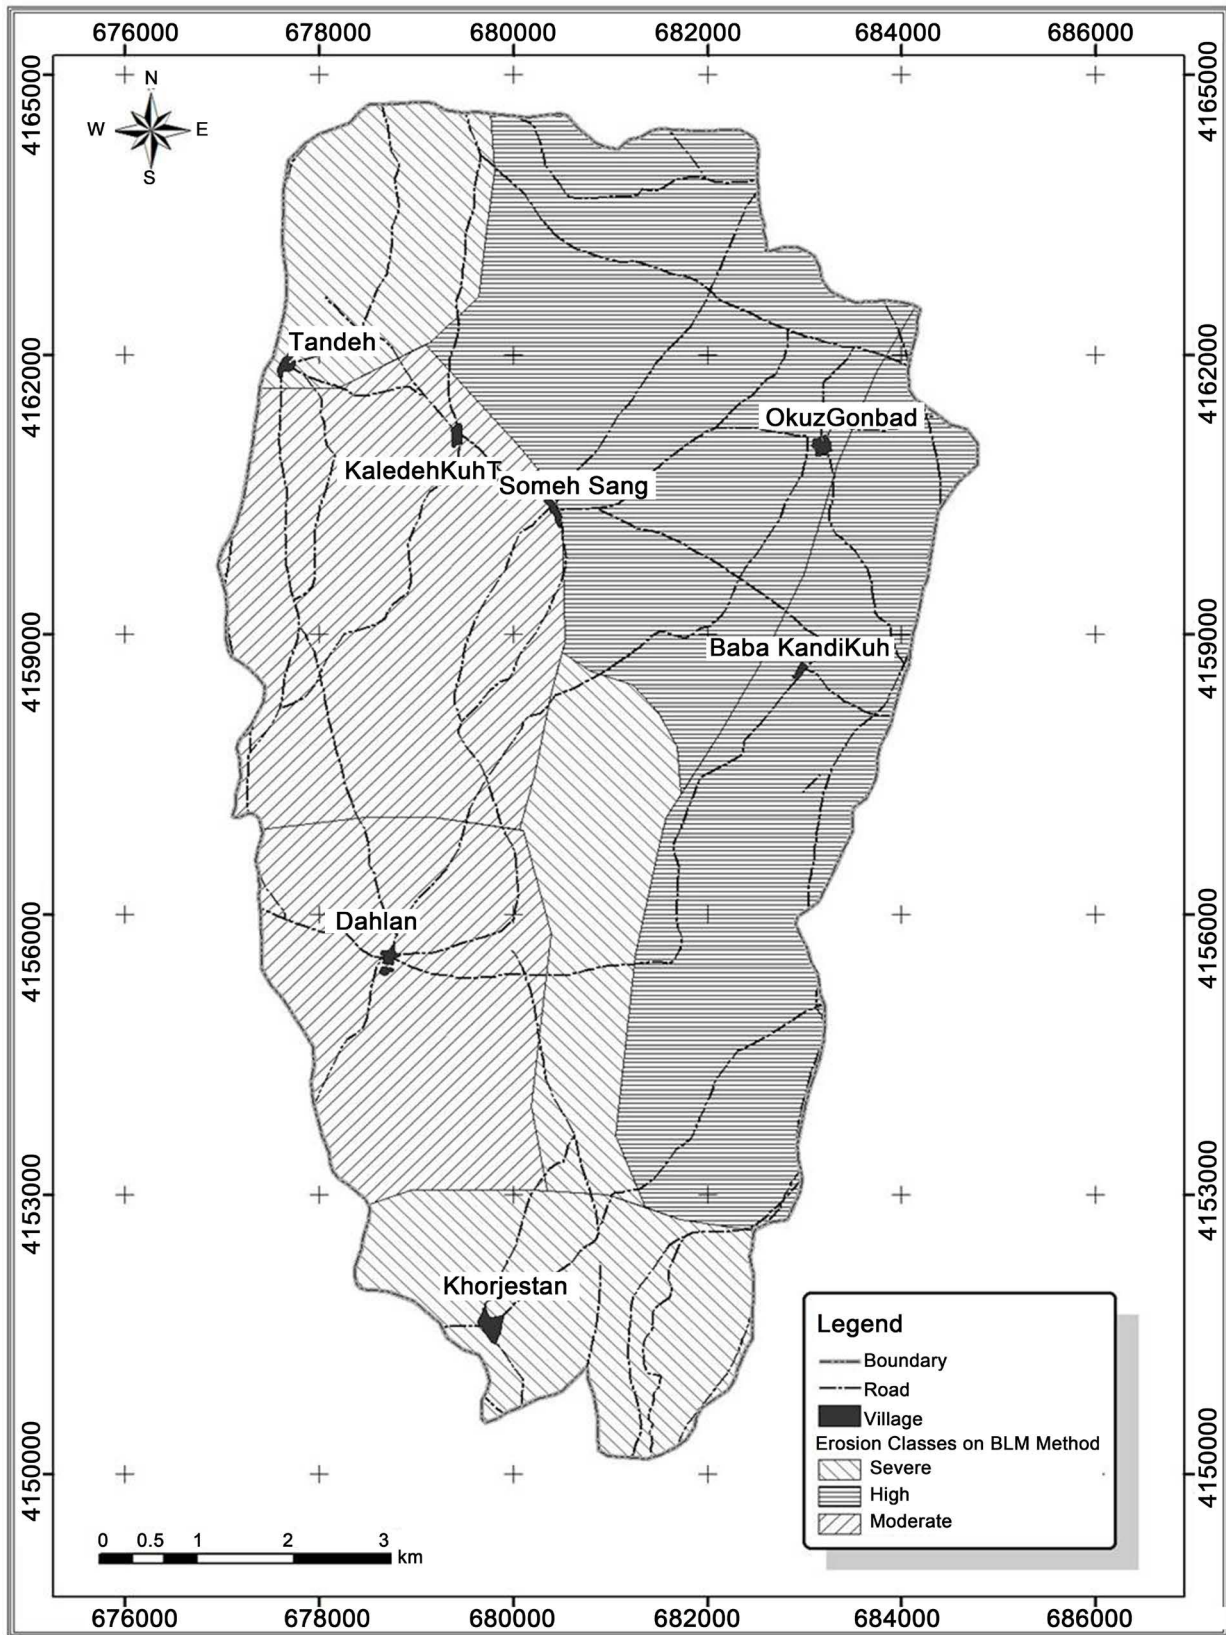 676000 678000 680000 682000 684000 686000
4165000 4165000
N
W E
S
Tandeh
4162000 4162000
OkuzGonbad
KaledehKuhT
Someh Sang
4159000 4159000
Baba KandiKuh
Dahlan
4156000 4156000
4153000 4153000
Khorjestan
Legend
Boundary
Road
Village
Erosion Classes on BLM Method
Severe
High
Moderate
4150000 4150000
0 0.5 1 2 3
km
676000 678000 680000 682000 684000 686000